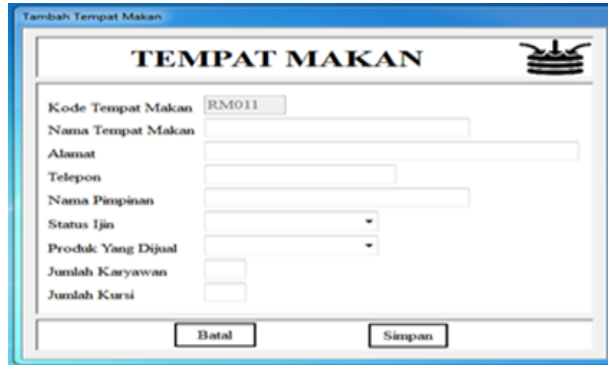 Tambah Tempat Makan
TEMPAT MAKAN
Kode Tempat Makan RM011
Nama Tempat Makan
Alamat
Telepon
Nama Pimpinan
Status Ijin
Produk Yang Dijual
Jumlah Karyawan
Jumlah Kursi
Batal Simpan